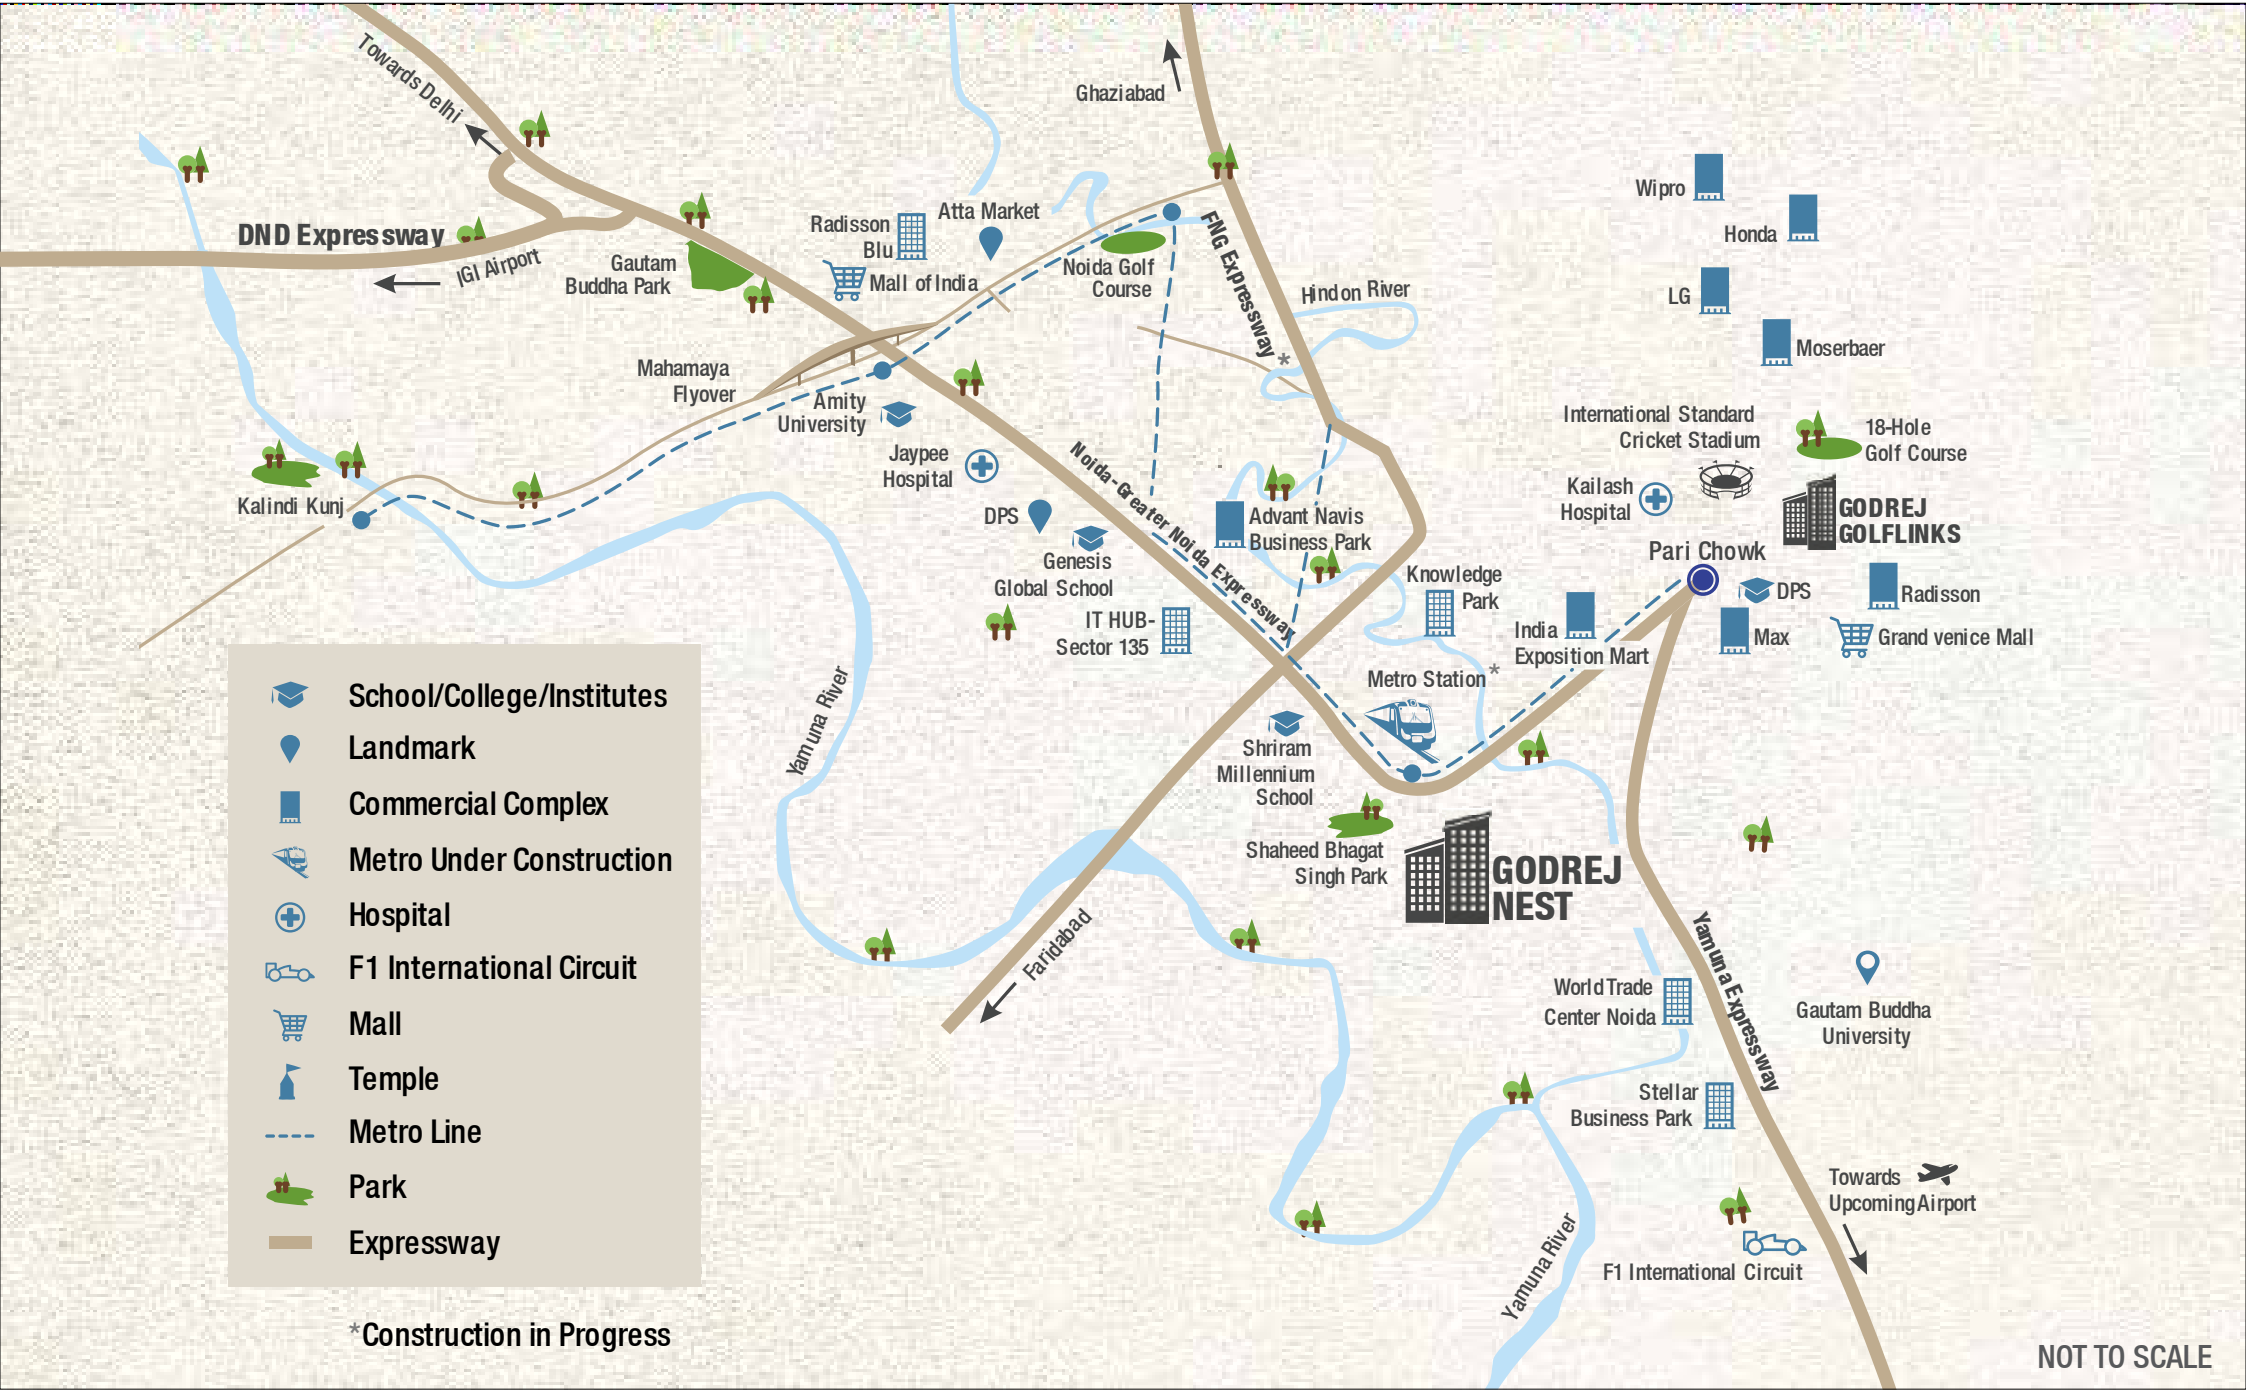 Towards Delhi
Ghaziabad
DND Expressway
IGI Airport
Gautam
Buddha Park
Radisson
Blu
Atta Market
Mall of India
Noida Golf
Course
FNG Expressway*
Hindon River
Wipro
Honda
LG
Moserbaer
Mahamaya
Flyover
Amity
University
Jaypee
Hospital
Kalindi Kunj
DPS
Genesis
Global School
IT HUB-
Sector 135
Noida-Greater Noida Expressway
Advant Navis
Business Park
Knowledge
Park
International Standard
Cricket Stadium
18-Hole
Golf Course
Kailash
Hospital
GODREJ
GOLFLINKS
Pari Chowk
DPS
Radisson
Max
Grand venice Mall
India
Exposition Mart
Metro Station*
Yamuna River
Shriram
Millennium
School
Shaheed Bhagat
Singh Park
GODREJ
NEST
Faridabad
Yamuna Expressway
World Trade
Center Noida
Gautam Buddha
University
Stellar
Business Park
Towards
Upcoming Airport
F1 International Circuit
Yamuna River
School/College/Institutes
Landmark
Commercial Complex
Metro Under Construction
Hospital
F1 International Circuit
Mall
Temple
Metro Line
Park
Expressway
*Construction in Progress
NOT TO SCALE